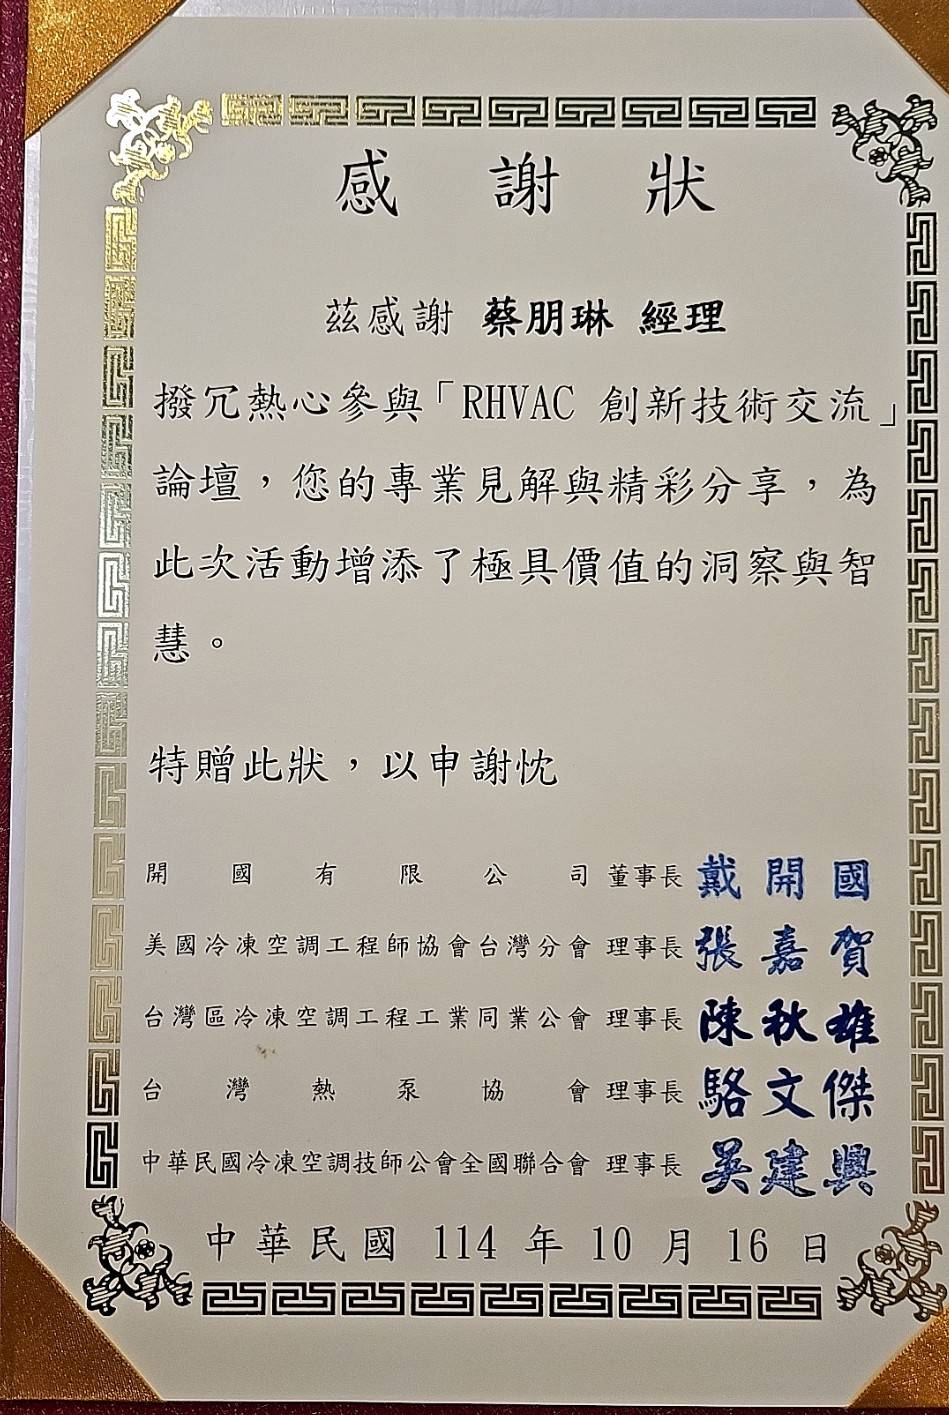 感謝狀
茲感謝 蔡朋琳 經理
撥冗熱心參與「RHVAC 創新技術交流」
論壇，您的專業見解與精彩分享，為
此次活動增添了極具價值的洞察與智
慧。
特贈此狀，以申謝忱
開國有限公司 董事長 戴開國
美國冷凍空調工程師協會台灣分會 理事長 張嘉賀
台灣區冷凍空調工程工業同業公會 理事長 陳秋雄
台灣熱泵協會 理事長 駱文傑
中華民國冷凍空調技師公會全國聯合會 理事長 吳建興
中華民國 114 年 10 月 16 日